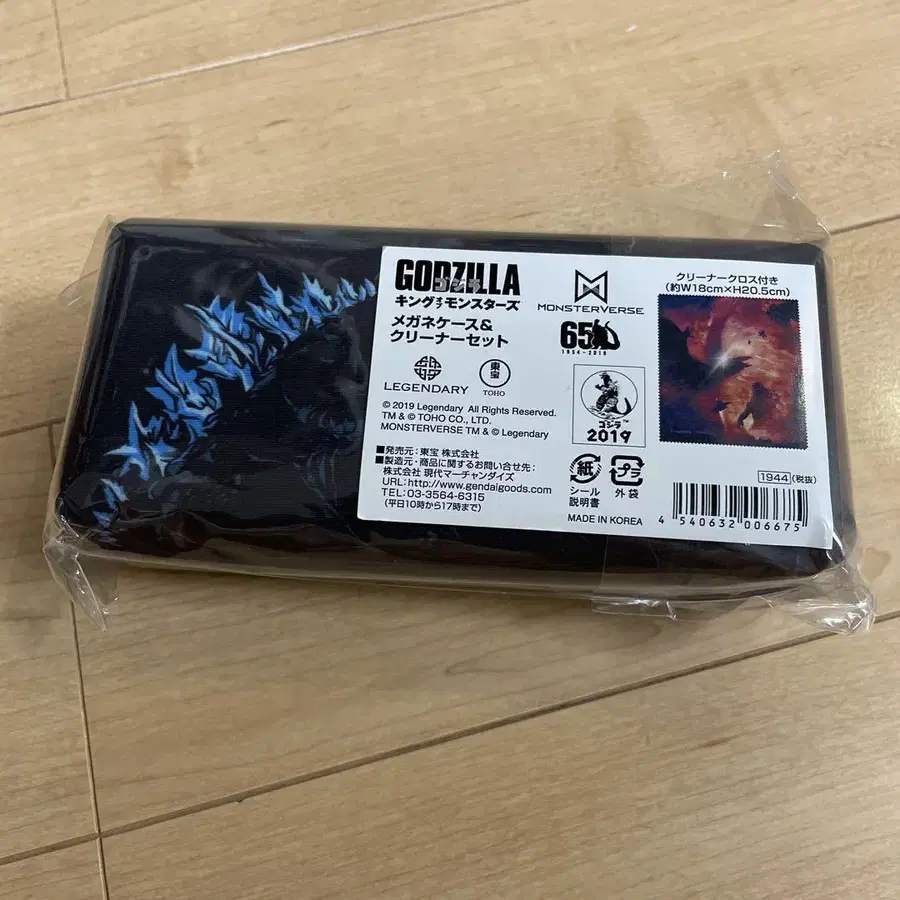 GODZILLA
ゴジラ
キング オブ モンスターズ
メガネケース&
クリーナーセット
LEGENDARY
東宝
TOHO
© 2019 Legendary All Rights Reserved.
TM & © TOHO CO., LTD.
MONSTERVERSE TM & © Legendary
■発売元：東宝 株式会社
■製造元・商品に関するお問い合せ先：
株式会社 現代マーチャンダイズ
URL:http://www.gendaigoods.com
TEL:03-3564-6315
(平日10時から17時まで)
MONSTERVERSE
65
1954-2019
ゴジラ™
2019
紙
シール
説明書
プラ
外 袋
MADE IN KOREA
クリーナークロス付き
(約W18cm×H20.5cm)
1944 (税抜)
4 540632 006675